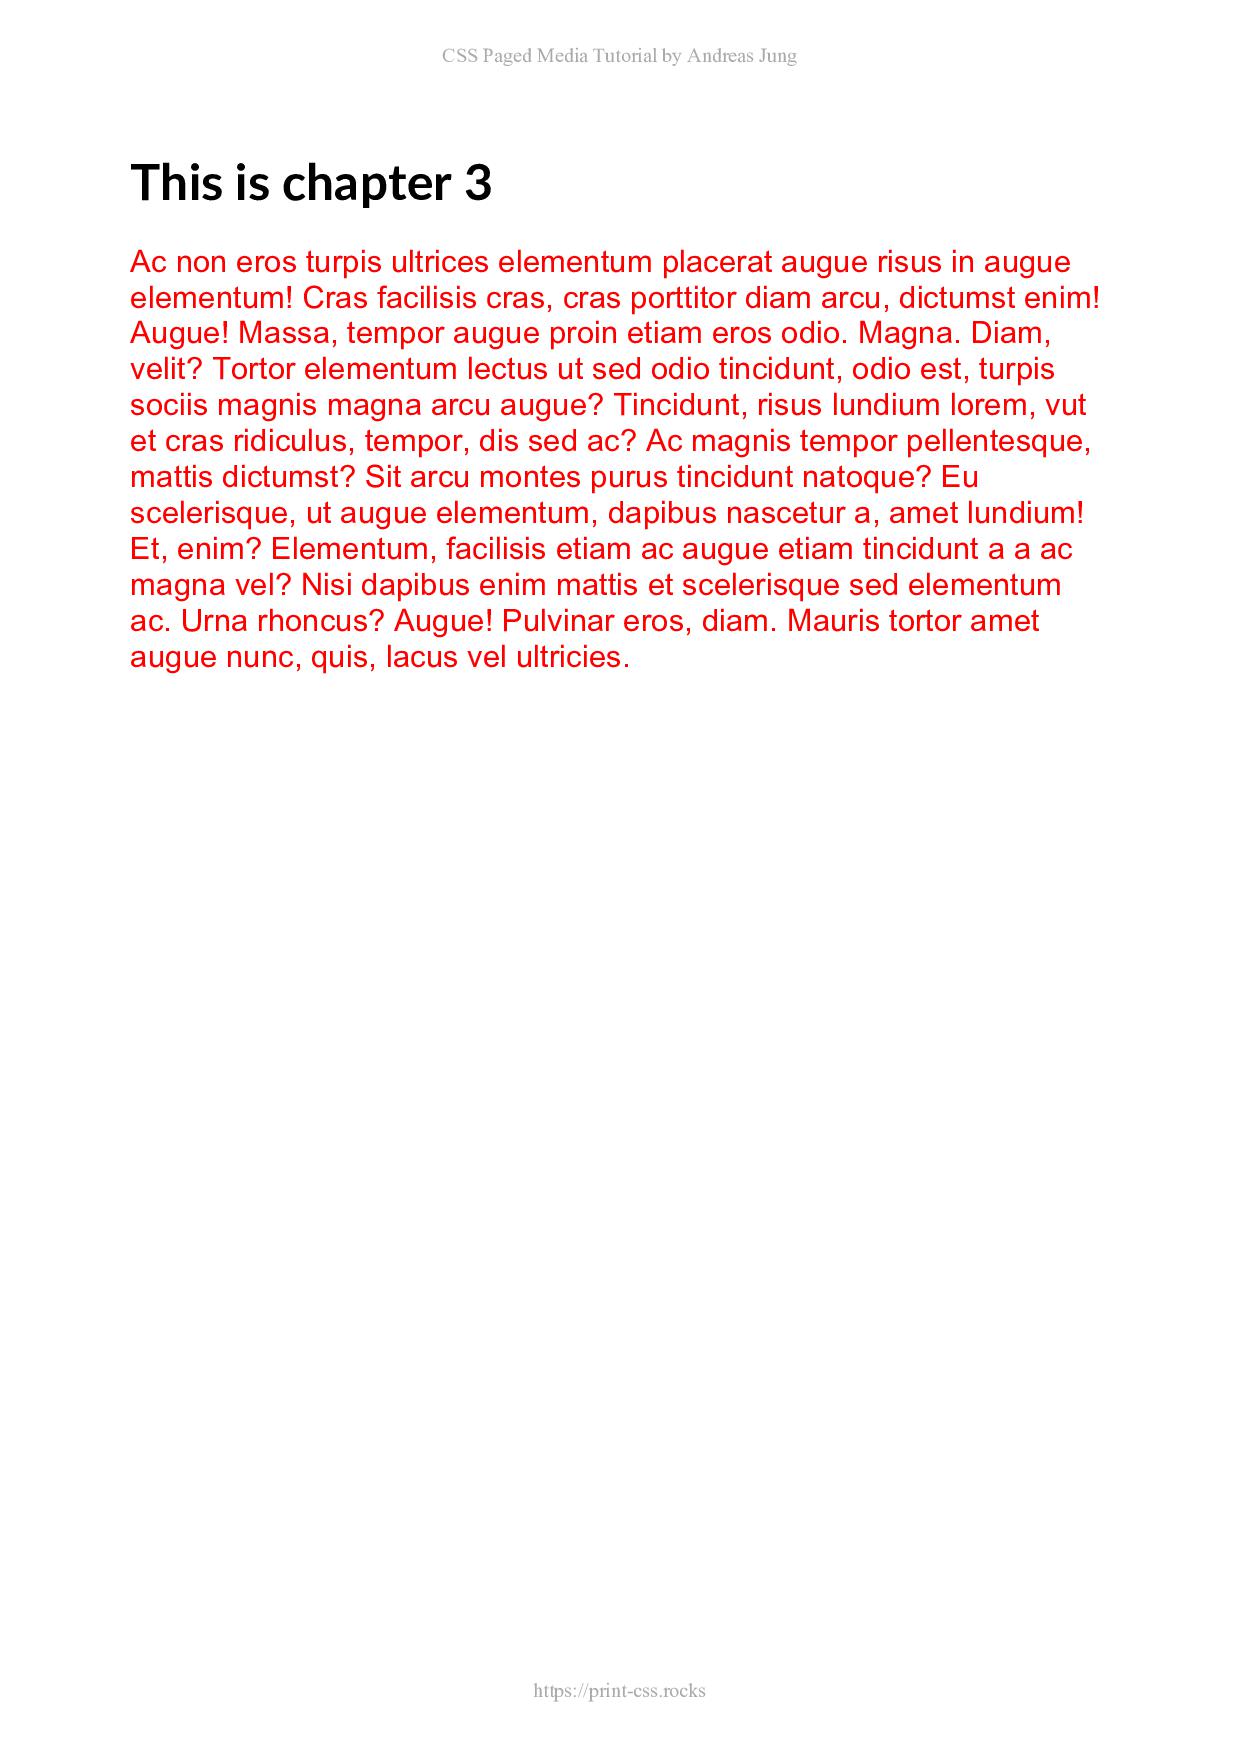 CSS Paged Media Tutorial by Andreas Jung
This is chapter 3
Ac non eros turpis ultrices elementum placerat augue risus in augue
elementum! Cras facilisis cras, cras porttitor diam arcu, dictumst enim!
Augue! Massa, tempor augue proin etiam eros odio. Magna. Diam,
velit? Tortor elementum lectus ut sed odio tincidunt, odio est, turpis
sociis magnis magna arcu augue? Tincidunt, risus lundium lorem, vut
et cras ridiculus, tempor, dis sed ac? Ac magnis tempor pellentesque,
mattis dictumst? Sit arcu montes purus tincidunt natoque? Eu
scelerisque, ut augue elementum, dapibus nascetur a, amet lundium!
Et, enim? Elementum, facilisis etiam ac augue etiam tincidunt a a ac
magna vel? Nisi dapibus enim mattis et scelerisque sed elementum
ac. Urna rhoncus? Augue! Pulvinar eros, diam. Mauris tortor amet
augue nunc, quis, lacus vel ultricies.
https://print-css.rocks